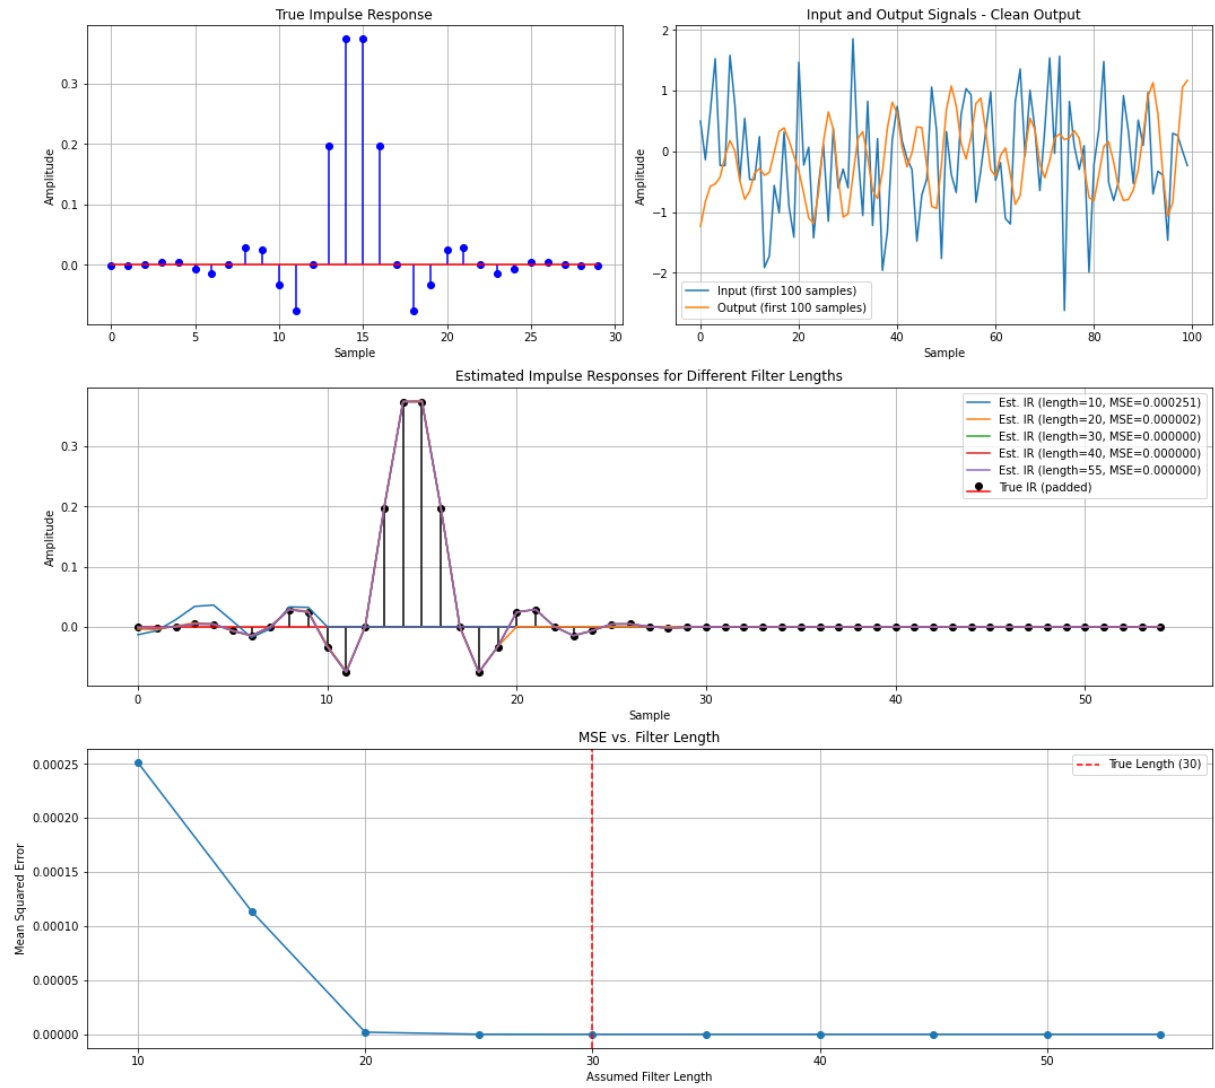 True Impulse Response
Amplitude
0.3
0.2
0.1
0.0
0 5 10 15 20 25 30
Sample
Input and Output Signals - Clean Output
Amplitude
2
1
0
−1
−2
Input (first 100 samples)
Output (first 100 samples)
0 20 40 60 80 100
Sample
Estimated Impulse Responses for Different Filter Lengths
Amplitude
0.3
0.2
0.1
0.0
Est. IR (length=10, MSE=0.000251)
Est. IR (length=20, MSE=0.000002)
Est. IR (length=30, MSE=0.000000)
Est. IR (length=40, MSE=0.000000)
Est. IR (length=55, MSE=0.000000)
True IR (padded)
0 10 20 30 40 50
Sample
MSE vs. Filter Length
Mean Squared Error
0.00025
0.00020
0.00015
0.00010
0.00005
0.00000
True Length (30)
10 20 30 40 50
Assumed Filter Length